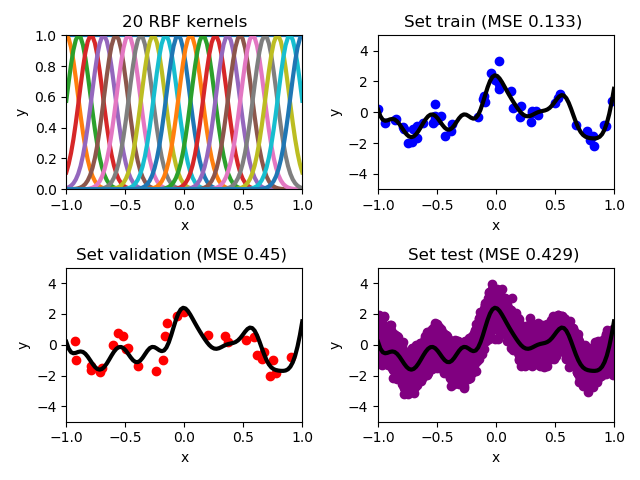 20 RBF kernels
1.0
0.8
0.6
0.4
0.2
0.0
y
−1.0 −0.5 0.0 0.5 1.0
x
Set train (MSE 0.133)
4
2
0
−2
−4
y
−1.0 −0.5 0.0 0.5 1.0
x
Set validation (MSE 0.45)
4
2
0
−2
−4
y
−1.0 −0.5 0.0 0.5 1.0
x
Set test (MSE 0.429)
4
2
0
−2
−4
y
−1.0 −0.5 0.0 0.5 1.0
x